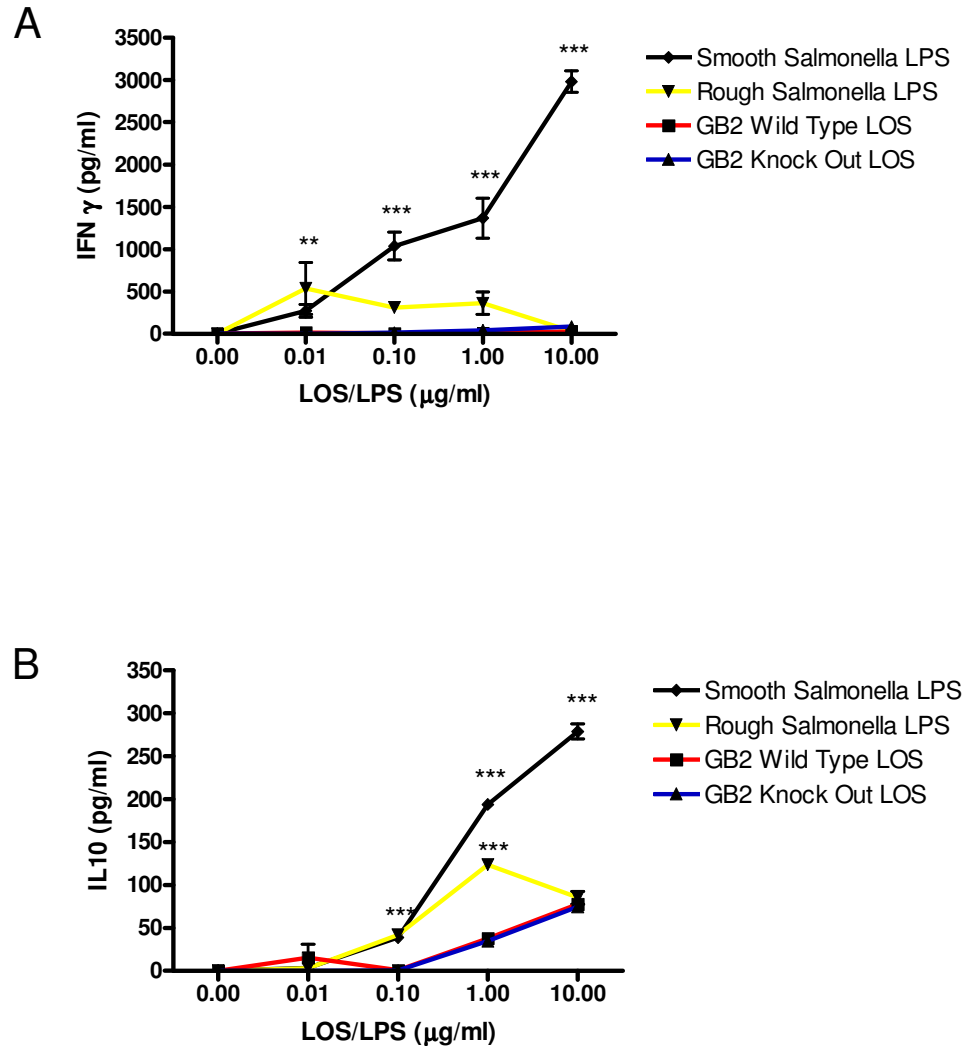 A
3500
3000
2500
2000
1500
1000
500
0
IFN γ (pg/ml)
***
***
***
**
0.00 0.01 0.10 1.00 10.00
LOS/LPS (μg/ml)
Smooth Salmonella LPS
Rough Salmonella LPS
GB2 Wild Type LOS
GB2 Knock Out LOS
B
350
300
250
200
150
100
50
0
IL10 (pg/ml)
***
***
***
***
0.00 0.01 0.10 1.00 10.00
LOS/LPS (μg/ml)
Smooth Salmonella LPS
Rough Salmonella LPS
GB2 Wild Type LOS
GB2 Knock Out LOS